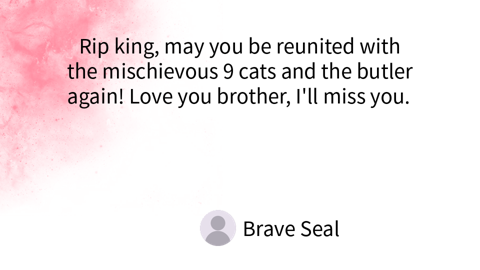 Rip king, may you be reunited with
the mischievous 9 cats and the butler
again! Love you brother, I'll miss you.
Brave Seal